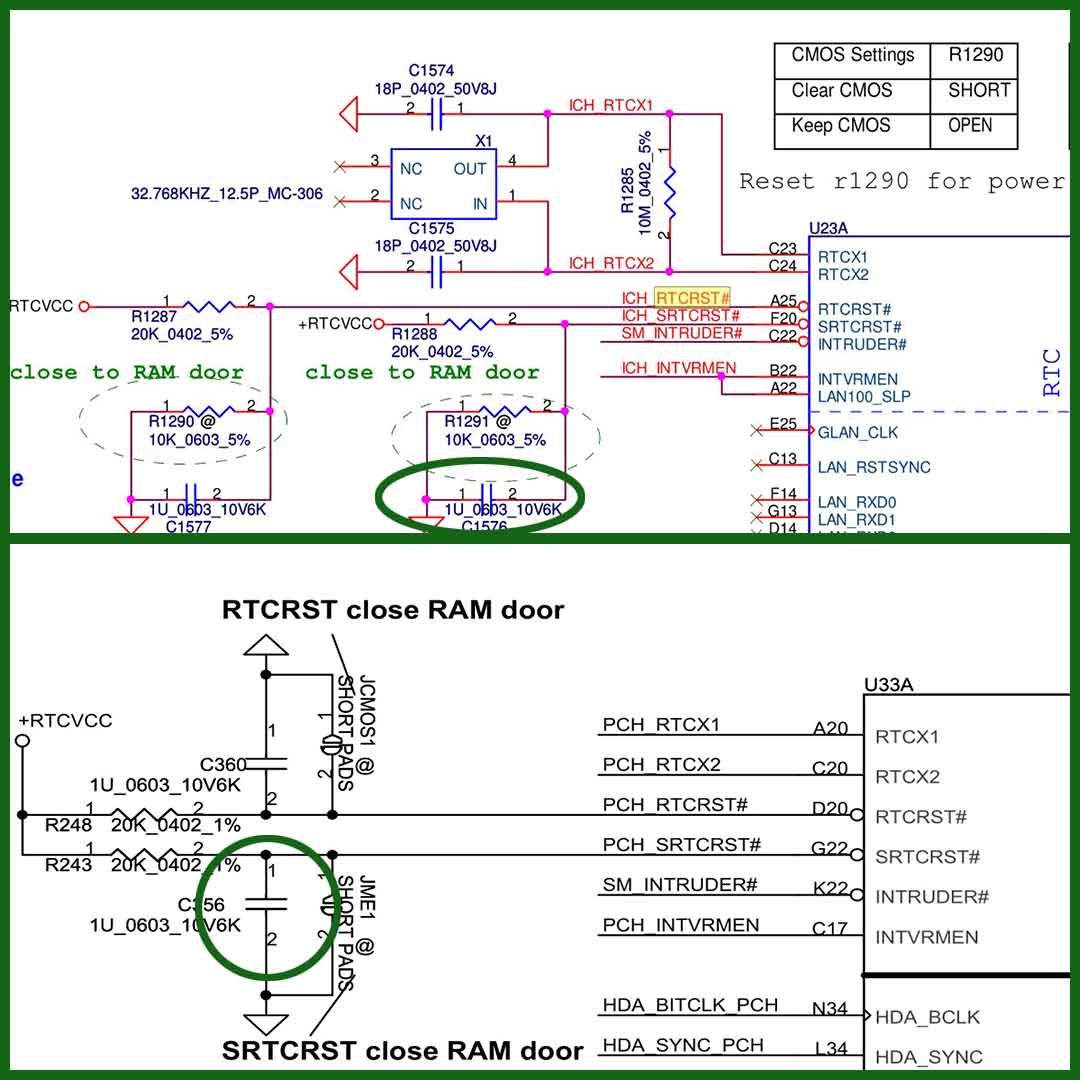 CMOS Settings R1290
Clear CMOS SHORT
Keep CMOS OPEN
Reset r1290 for power
C1574
18P_0402_50V8J
2 1
ICH_RTCX1
X1
3 NC OUT 4
32.768KHZ_12.5P_MC-306
2 NC IN 1
R1285
10M_0402_5%
1
2
C1575
18P_0402_50V8J
2 1
ICH_RTCX2
U23A
C23 RTCX1
C24 RTCX2
RTCVCC
1 2
R1287
20K_0402_5%
+RTCVCC
1 2
R1288
20K_0402_5%
ICH_RTCRST# A25 RTCRST#
ICH_SRTCRST# F20 SRTCRST#
SM_INTRUDER# C22 INTRUDER#
ICH_INTVRMEN B22 INTVRMEN
A22 LAN100_SLP
RTC
close to RAM door
close to RAM door
1 2
R1290 @
10K_0603_5%
1 2
R1291 @
10K_0603_5%
E25 GLAN_CLK
C13 LAN_RSTSYNC
F14 LAN_RXD0
G13 LAN_RXD1
D14
e
1 2
1U_0603_10V6K
C1577
1 2
1U_0603_10V6K
C1576
RTCRST close RAM door
+RTCVCC
JCMOS1 @
SHORT PADS
1
2
1
C360
1U_0603_10V6K
2
1 2
R248 20K_0402_1%
1 2
R243 20K_0402_1%
1
C356
1U_0603_10V6K
2
1
2
JME1 @
SHORT PADS
SRTCRST close RAM door
U33A
PCH_RTCX1 A20 RTCX1
PCH_RTCX2 C20 RTCX2
PCH_RTCRST# D20 RTCRST#
PCH_SRTCRST# G22 SRTCRST#
SM_INTRUDER# K22 INTRUDER#
PCH_INTVRMEN C17 INTVRMEN
HDA_BITCLK_PCH N34 HDA_BCLK
HDA_SYNC_PCH L34 HDA_SYNC